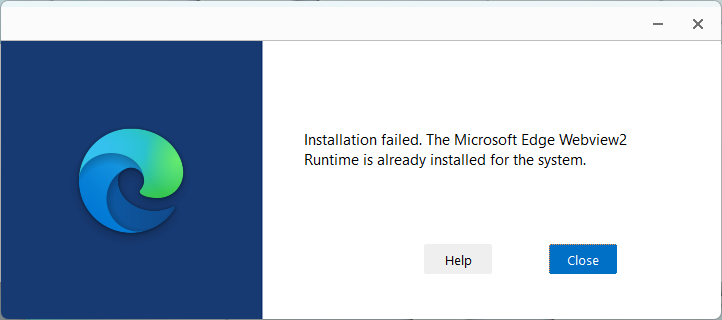 Installation failed. The Microsoft Edge Webview2
Runtime is already installed for the system.
Help
Close